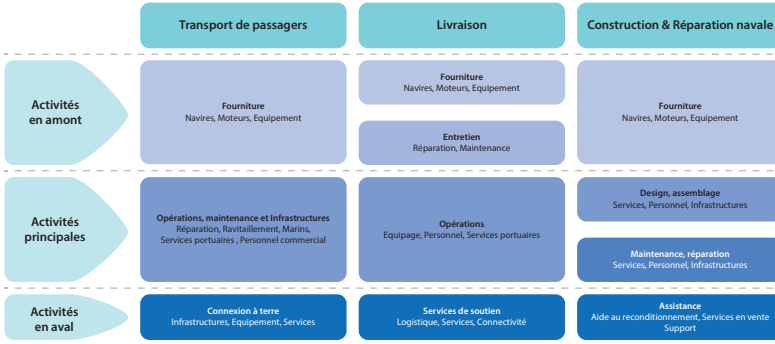 Transport de passagers
Livraison
Construction & Réparation navale
Activités
en amont
Fourniture
Navires, Moteurs, Equipement
Fourniture
Navires, Moteurs, Equipement
Entretien
Réparation, Maintenance
Fourniture
Navires, Moteurs, Equipement
Activités
principales
Opérations, maintenance et Infrastructures
Réparation, Ravitaillement, Marins,
Services portuaires , Personnel commercial
Opérations
Equipage, Personnel, Services portuaires
Design, assemblage
Services, Personnel, Infrastructures
Maintenance, réparation
Services, Personnel, Infrastructures
Activités
en aval
Connexion à terre
Infrastructures, Equipement, Services
Services de soutien
Logistique, Services, Connectivité
Assistance
Aide au reconditionnement, Services en vente
Support